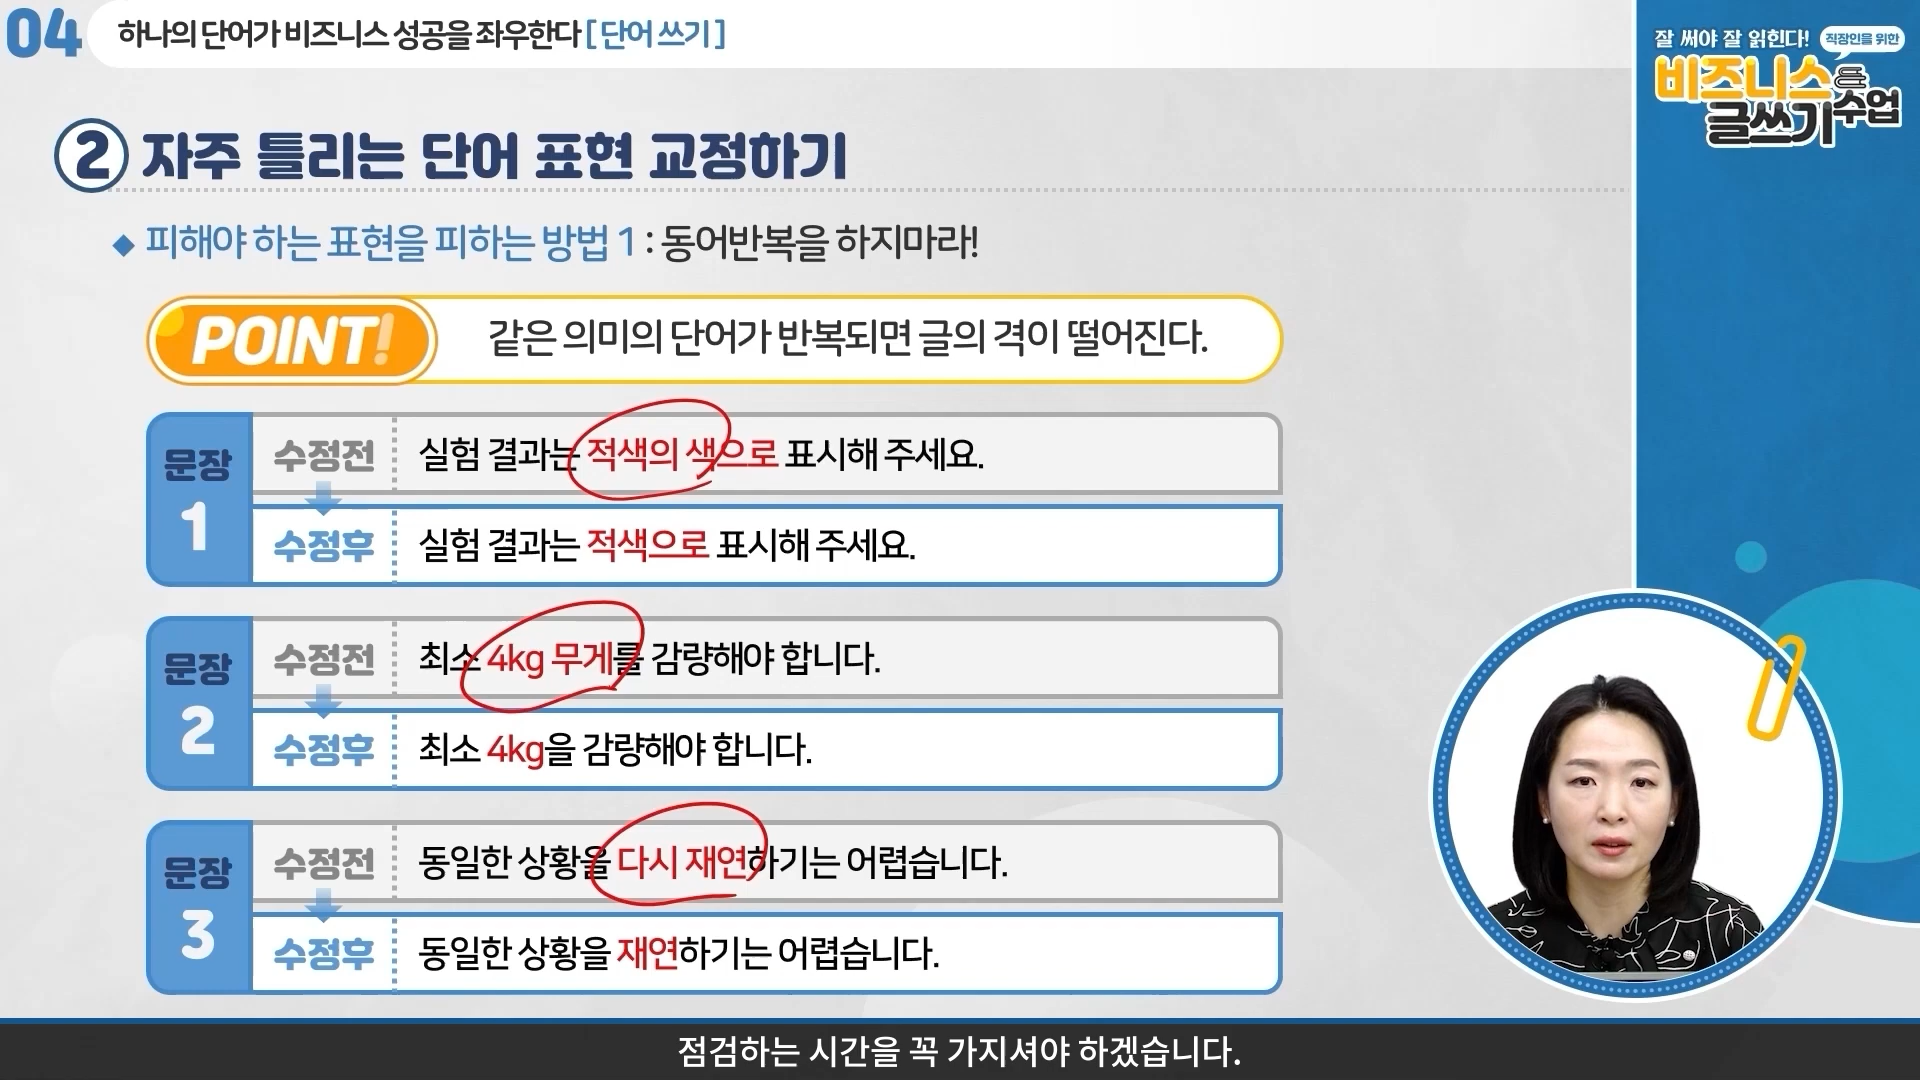 04 하나의 단어가 비즈니스 성공을 좌우한다 [ 단어 쓰기 ]
잘 써야 잘 읽힌다! 직장인을 위한
비즈니스
글쓰기 수업
2 자주 틀리는 단어 표현 교정하기
◆ 피해야 하는 표현을 피하는 방법 1 : 동어반복을 하지마라!
POINT! 같은 의미의 단어가 반복되면 글의 격이 떨어진다.
문장 1
수정전 실험 결과는 적색의 색으로 표시해 주세요.
수정후 실험 결과는 적색으로 표시해 주세요.
문장 2
수정전 최소 4kg 무게를 감량해야 합니다.
수정후 최소 4kg을 감량해야 합니다.
문장 3
수정전 동일한 상황을 다시 재연하기는 어렵습니다.
수정후 동일한 상황을 재연하기는 어렵습니다.
점검하는 시간을 꼭 가지셔야 하겠습니다.